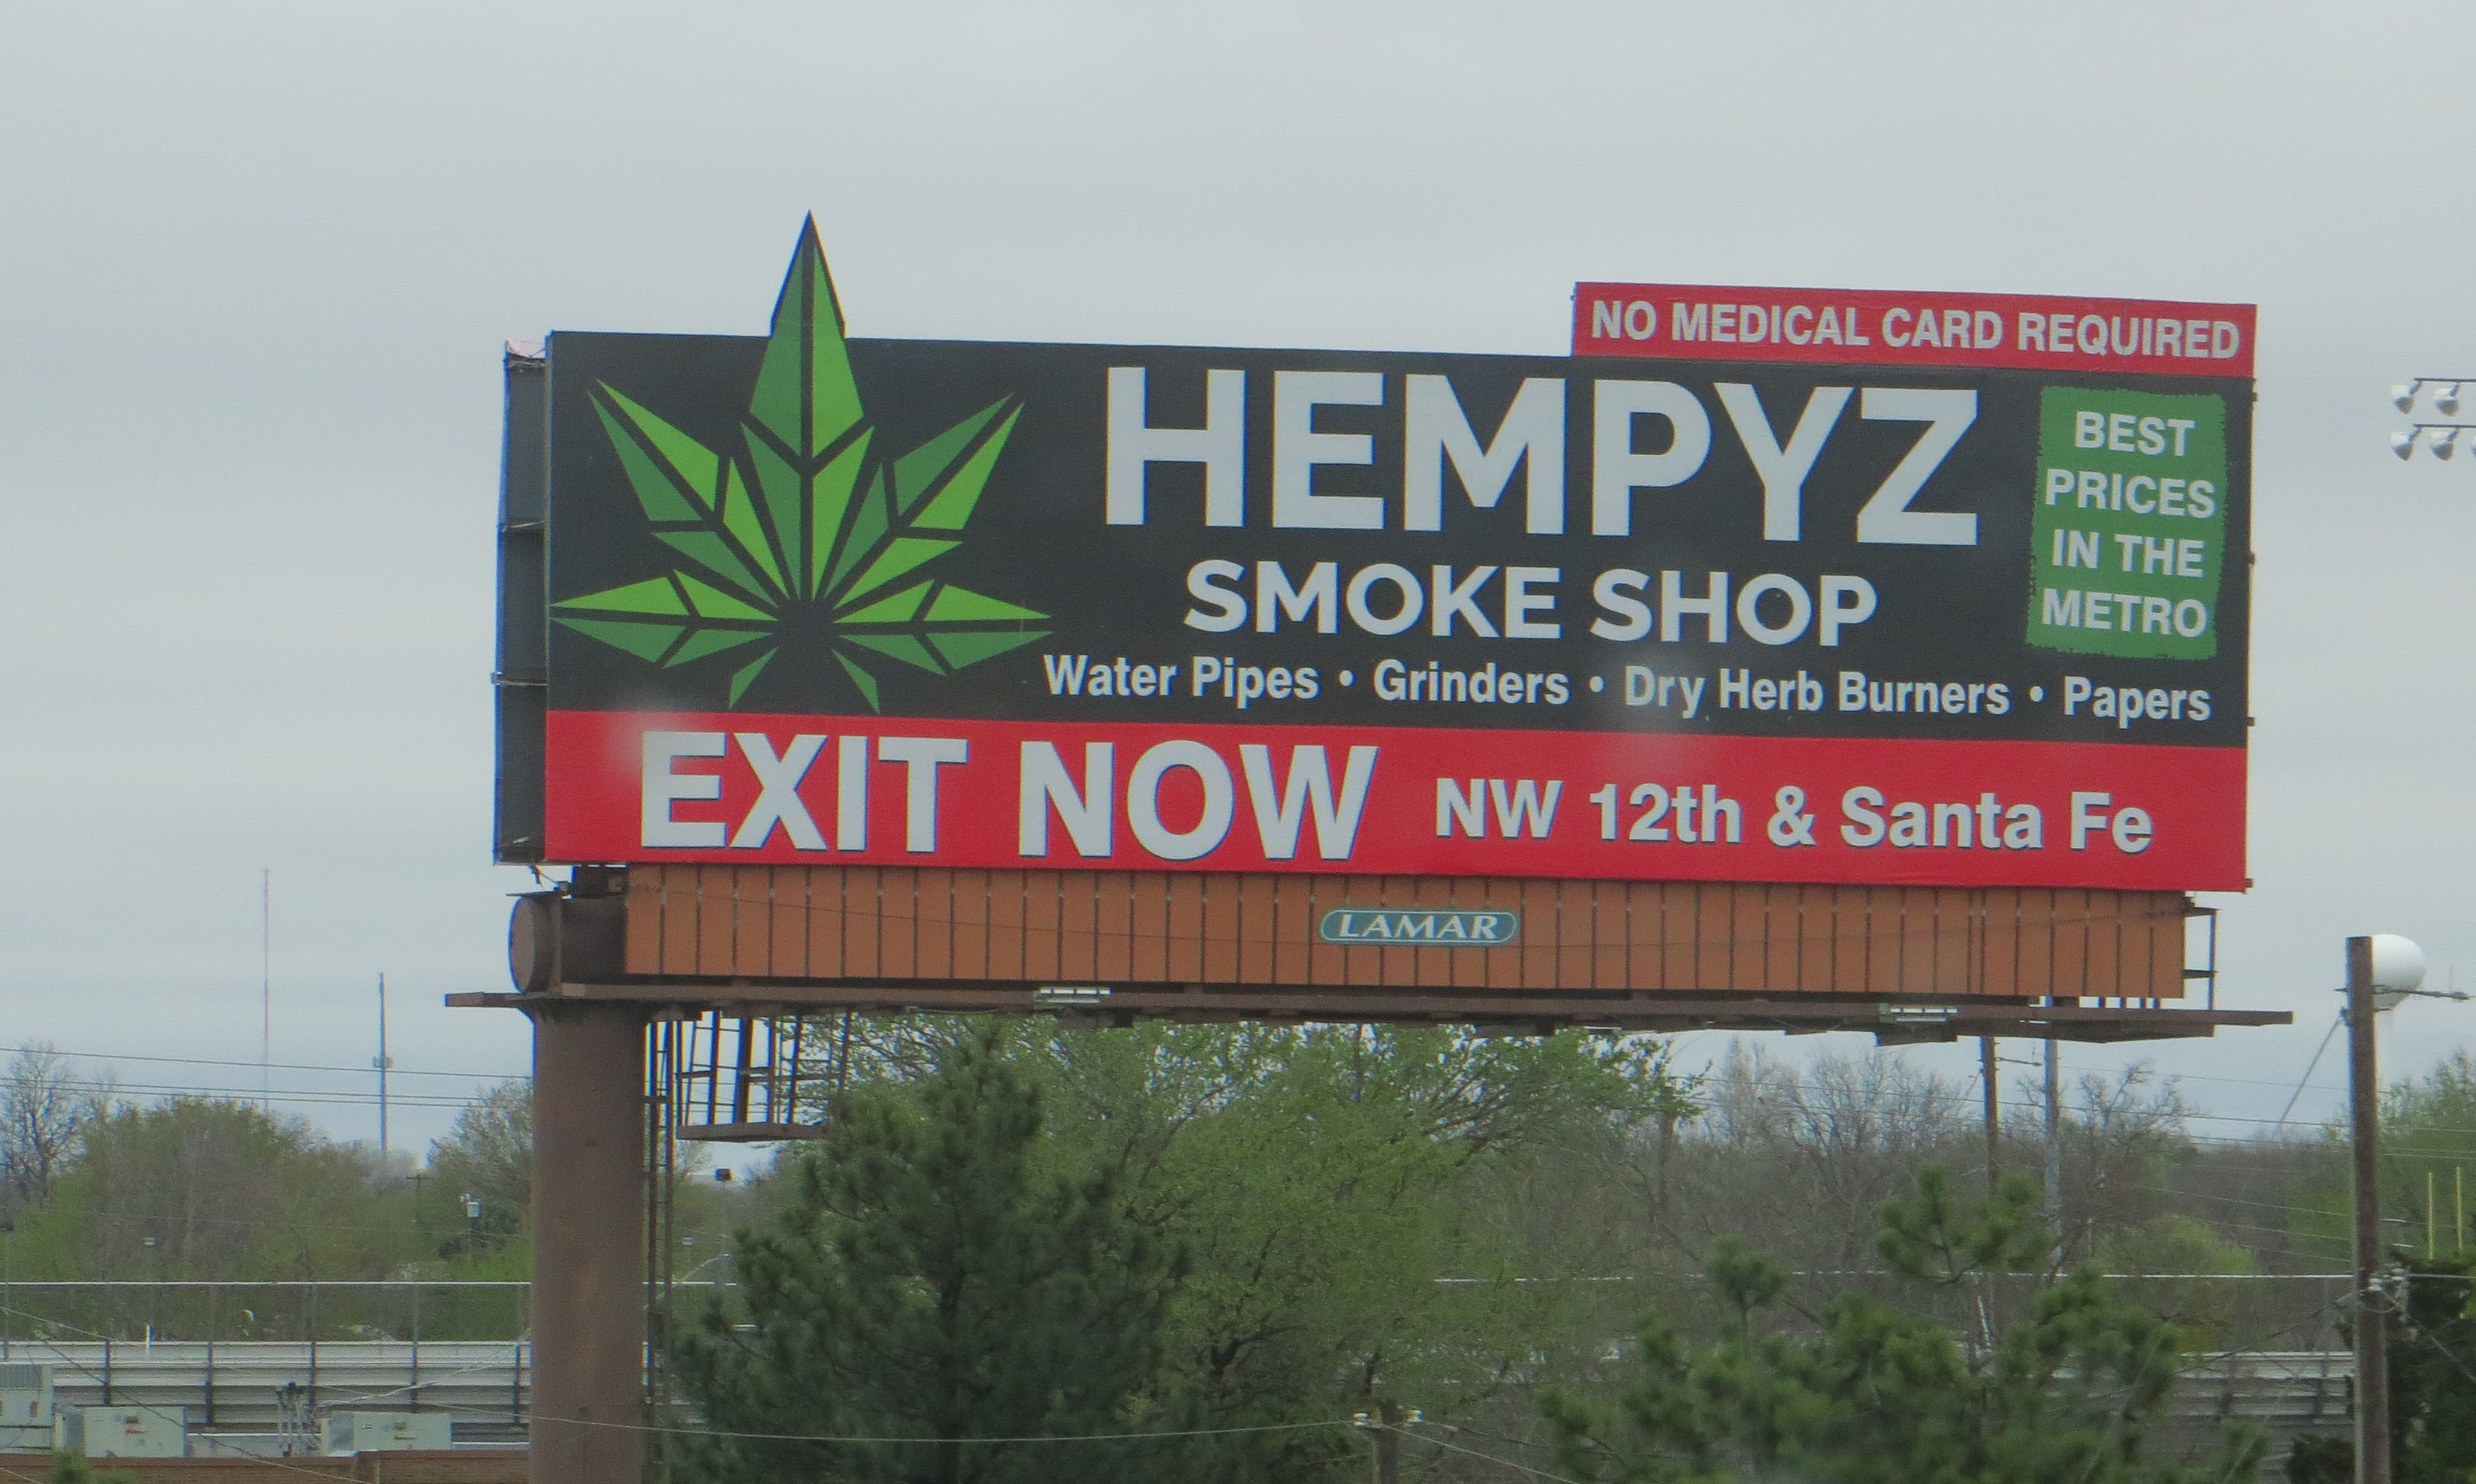 NO MEDICAL CARD REQUIRED
HEMPYZ
SMOKE SHOP
BEST
PRICES
IN THE
METRO
Water Pipes • Grinders • Dry Herb Burners • Papers
EXIT NOW NW 12th & Santa Fe
LAMAR